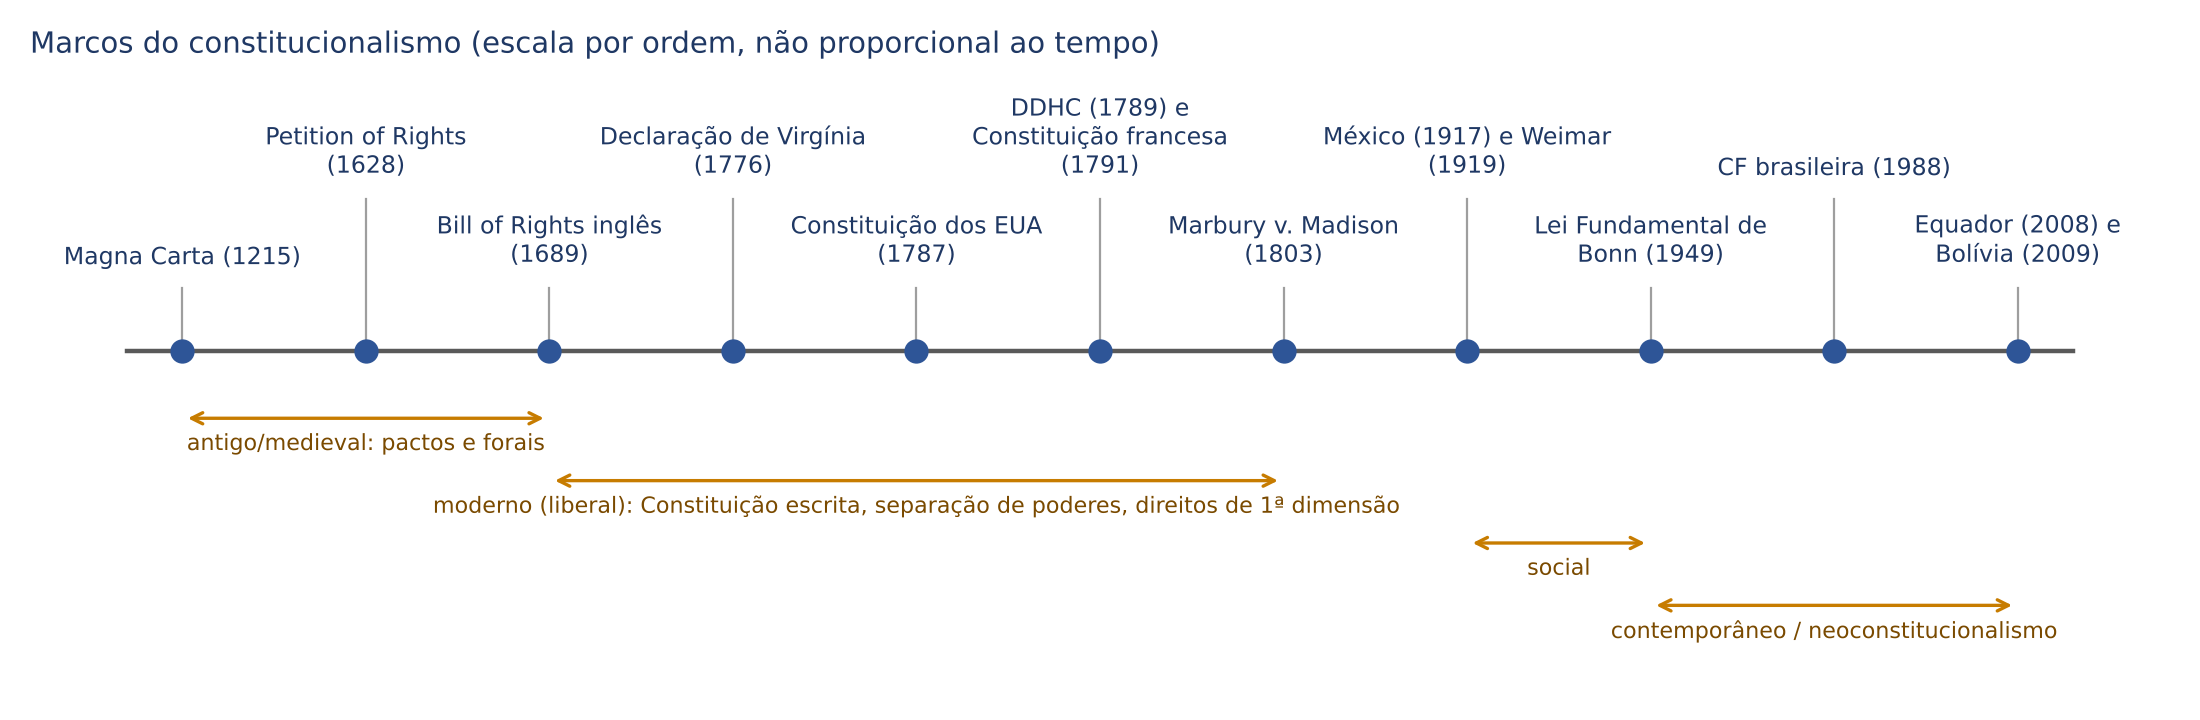 Marcos do constitucionalismo (escala por ordem, não proporcional ao tempo)
Magna Carta (1215)
Petition of Rights
(1628)
Bill of Rights inglês
(1689)
Declaração de Virgínia
(1776)
Constituição dos EUA
(1787)
DDHC (1789) e
Constituição francesa
(1791)
Marbury v. Madison
(1803)
México (1917) e Weimar
(1919)
Lei Fundamental de
Bonn (1949)
CF brasileira (1988)
Equador (2008) e
Bolívia (2009)
antigo/medieval: pactos e forais
moderno (liberal): Constituição escrita, separação de poderes, direitos de 1ª dimensão
social
contemporâneo / neoconstitucionalismo